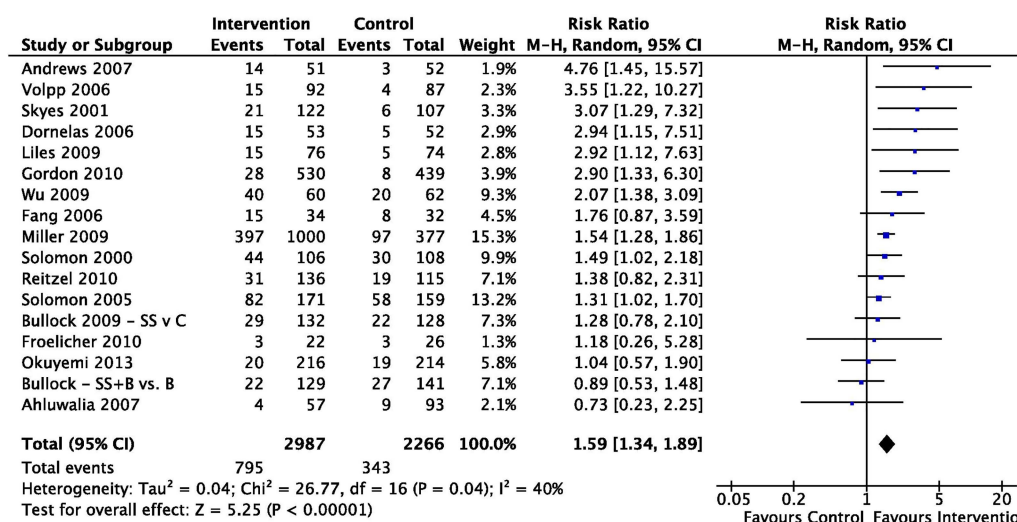 Intervention Control Risk Ratio Risk Ratio
Study or Subgroup Events Total Events Total Weight M-H, Random, 95% CI M-H, Random, 95% CI
Andrews 2007 14 51 3 52 1.9% 4.76 [1.45, 15.57]
Volpp 2006 15 92 4 87 2.3% 3.55 [1.22, 10.27]
Skyes 2001 21 122 6 107 3.3% 3.07 [1.29, 7.32]
Dornelas 2006 15 53 5 52 2.9% 2.94 [1.15, 7.51]
Liles 2009 15 76 5 74 2.8% 2.92 [1.12, 7.63]
Gordon 2010 28 530 8 439 3.9% 2.90 [1.33, 6.30]
Wu 2009 40 60 20 62 9.3% 2.07 [1.38, 3.09]
Fang 2006 15 34 8 32 4.5% 1.76 [0.87, 3.59]
Miller 2009 397 1000 97 377 15.3% 1.54 [1.28, 1.86]
Solomon 2000 44 106 30 108 9.9% 1.49 [1.02, 2.18]
Reitzel 2010 31 136 19 115 7.1% 1.38 [0.82, 2.31]
Solomon 2005 82 171 58 159 13.2% 1.31 [1.02, 1.70]
Bullock 2009 - SS v C 29 132 22 128 7.3% 1.28 [0.78, 2.10]
Froelicher 2010 3 22 3 26 1.3% 1.18 [0.26, 5.28]
Okuyemi 2013 20 216 19 214 5.8% 1.04 [0.57, 1.90]
Bullock - SS+B vs. B 22 129 27 141 7.1% 0.89 [0.53, 1.48]
Ahluwalia 2007 4 57 9 93 2.1% 0.73 [0.23, 2.25]
Total (95% CI) 2987 2266 100.0% 1.59 [1.34, 1.89]
Total events 795 343
Heterogeneity: Tau² = 0.04; Chi² = 26.77, df = 16 (P = 0.04); I² = 40%
Test for overall effect: Z = 5.25 (P < 0.00001)
0.05 0.2 1 5 20
Favours Control Favours Intervention